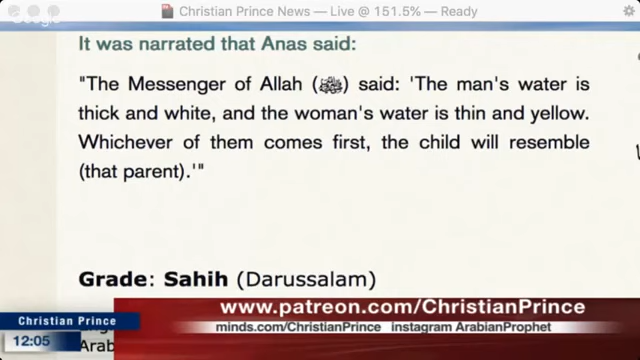 Christian Prince News — Live @ 151.5% — Ready
Google
It was narrated that Anas said:
"The Messenger of Allah (ﷺ) said: 'The man's water is
thick and white, and the woman's water is thin and yellow.
Whichever of them comes first, the child will resemble
(that parent).'"
Grade: Sahih (Darussalam)
www.patreon.com/ChristianPrince
Christian Prince
minds.com/ChristianPrince instagram ArabianProphet
12:05
Arab